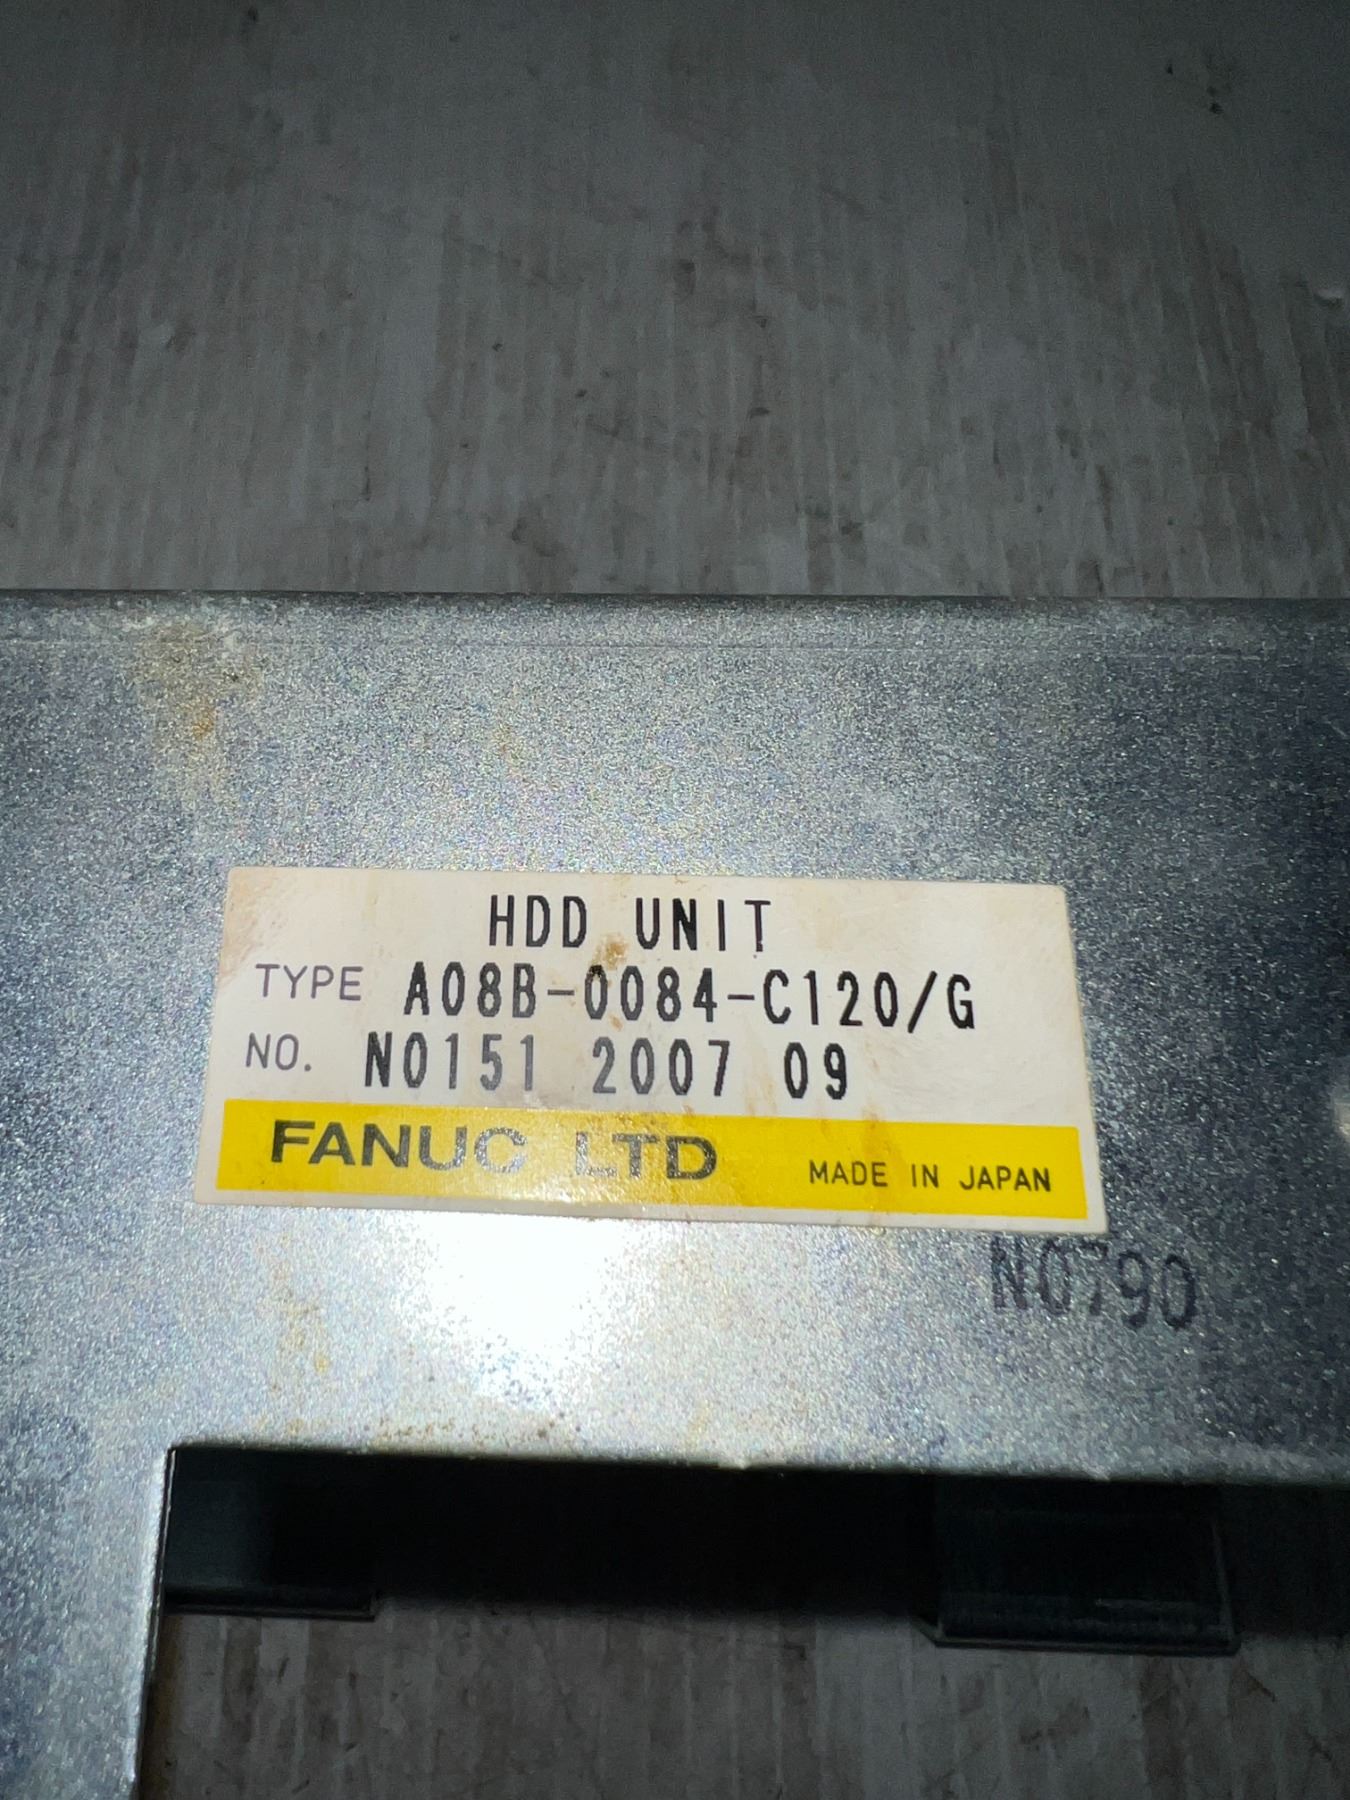 HDD UNIT
TYPE A08B-0084-C120/G
NO. N0151 2007 09
FANUC LTD MADE IN JAPAN
N0790